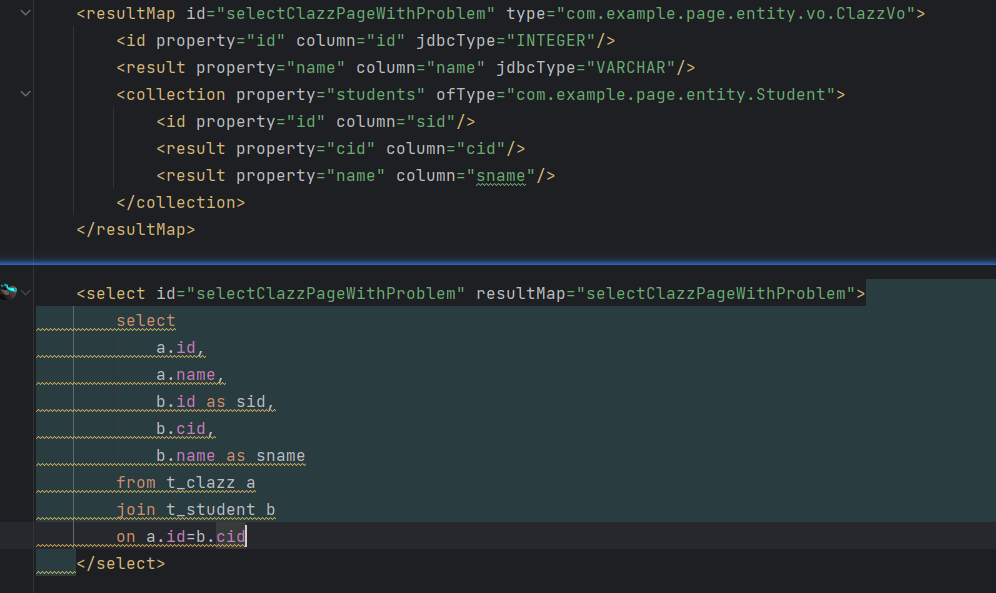 <resultMap id="selectClazzPageWithProblem" type="com.example.page.entity.vo.ClazzVo">
    <id property="id" column="id" jdbcType="INTEGER"/>
    <result property="name" column="name" jdbcType="VARCHAR"/>
    <collection property="students" ofType="com.example.page.entity.Student">
        <id property="id" column="sid"/>
        <result property="cid" column="cid"/>
        <result property="name" column="sname"/>
    </collection>
</resultMap>
<select id="selectClazzPageWithProblem" resultMap="selectClazzPageWithProblem">
    select
        a.id,
        a.name,
        b.id as sid,
        b.cid,
        b.name as sname
    from t_clazz a
    join t_student b
    on a.id=b.cid
</select>